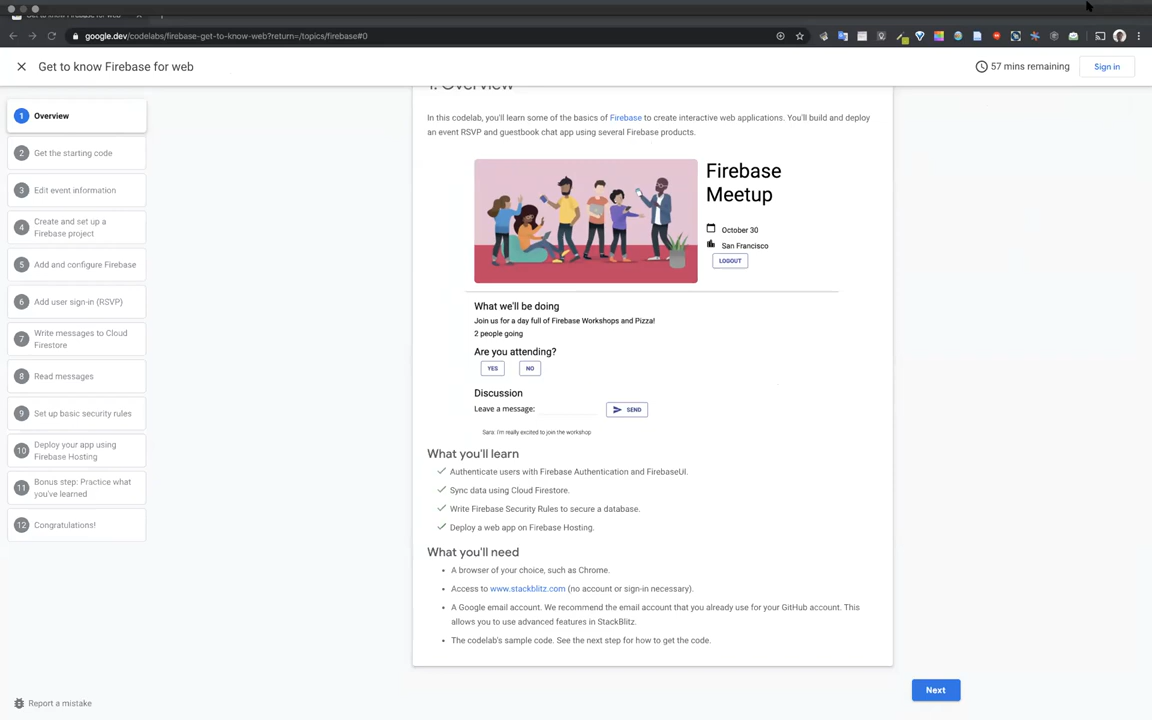 google.dev/codelabs/firebase-get-to-know-web?return=/topics/firebase#0
Get to know Firebase for web
57 mins remaining
Sign in
1 Overview
2 Get the starting code
3 Edit event information
4 Create and set up a
Firebase project
5 Add and configure Firebase
6 Add user sign-in (RSVP)
7 Write messages to Cloud
Firestore
8 Read messages
9 Set up basic security rules
10 Deploy your app using
Firebase Hosting
11 Bonus step: Practice what
you've learned
12 Congratulations!
Report a mistake
1. Overview
In this codelab, you'll learn some of the basics of Firebase to create interactive web applications. You'll build and deploy
an event RSVP and guestbook chat app using several Firebase products.
Firebase
Meetup
October 30
San Francisco
LOGOUT
What we'll be doing
Join us for a day full of Firebase Workshops and Pizza!
2 people going
Are you attending?
YES NO
Discussion
Leave a message: SEND
Sara: I'm really excited to join the workshop
What you'll learn
Authenticate users with Firebase Authentication and FirebaseUI.
Sync data using Cloud Firestore.
Write Firebase Security Rules to secure a database.
Deploy a web app on Firebase Hosting.
What you'll need
• A browser of your choice, such as Chrome.
• Access to www.stackblitz.com (no account or sign-in necessary).
• A Google email account. We recommend the email account that you already use for your GitHub account. This
allows you to use advanced features in StackBlitz.
• The codelab's sample code. See the next step for how to get the code.
Next